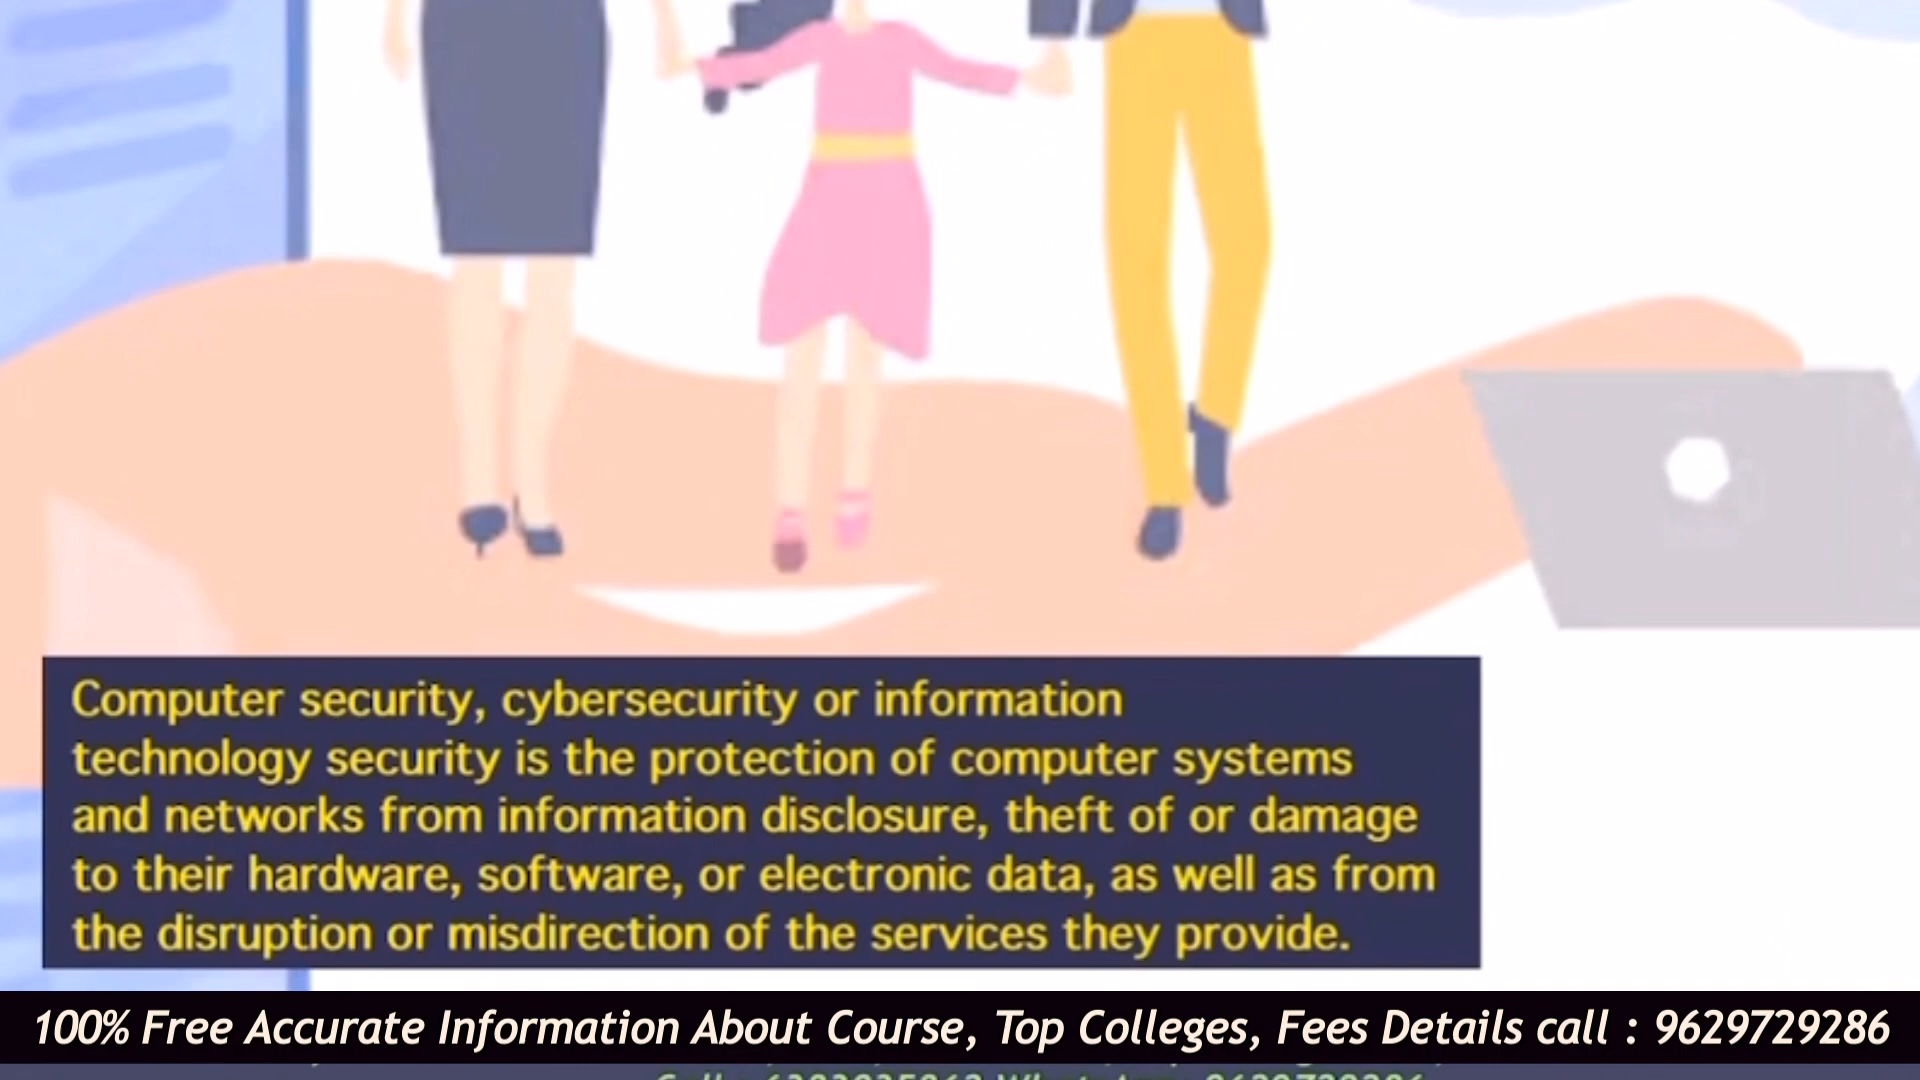 Computer security, cybersecurity or information
technology security is the protection of computer systems
and networks from information disclosure, theft of or damage
to their hardware, software, or electronic data, as well as from
the disruption or misdirection of the services they provide.
100% Free Accurate Information About Course, Top Colleges, Fees Details call : 9629729286